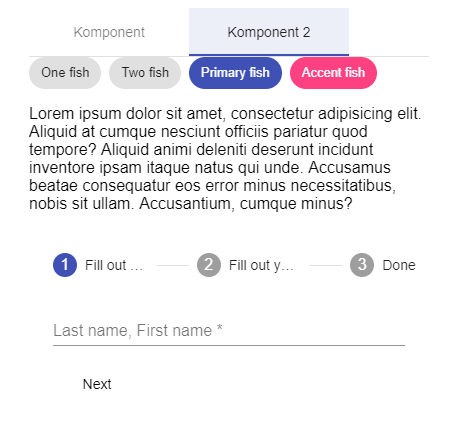 Komponent Komponent 2
One fish Two fish Primary fish Accent fish
Lorem ipsum dolor sit amet, consectetur adipisicing elit.
Aliquid at cumque nesciunt officiis pariatur quod
tempore? Aliquid animi deleniti deserunt incidunt
inventore ipsam itaque natus qui unde. Accusamus
beatae consequatur eos error minus necessitatibus,
nobis sit ullam. Accusantium, cumque minus?
1 Fill out ... 2 Fill out y... 3 Done
Last name, First name *
Next